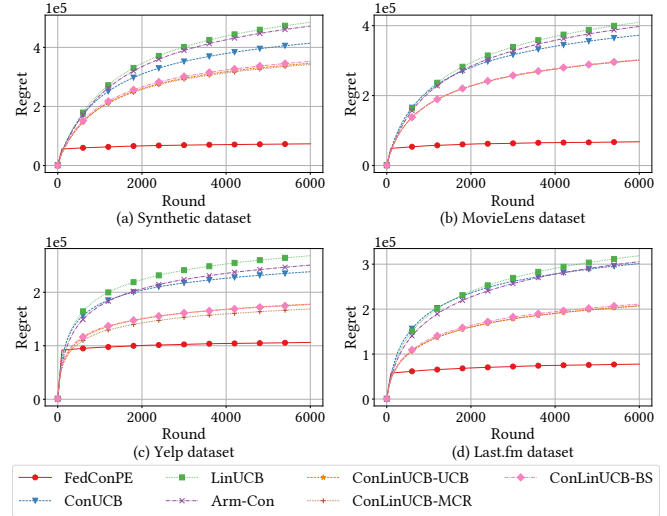 1e5 1e5
4 4
2 2
0 0
Regret Regret
0 2000 4000 6000 0 2000 4000 6000
Round Round
(a) Synthetic dataset (b) MovieLens dataset
1e5 1e5
3
2 2
1 1
0 0
Regret Regret
0 2000 4000 6000 0 2000 4000 6000
Round Round
(c) Yelp dataset (d) Last.fm dataset
FedConPE LinUCB ConLinUCB-UCB ConLinUCB-BS
ConUCB Arm-Con ConLinUCB-MCR